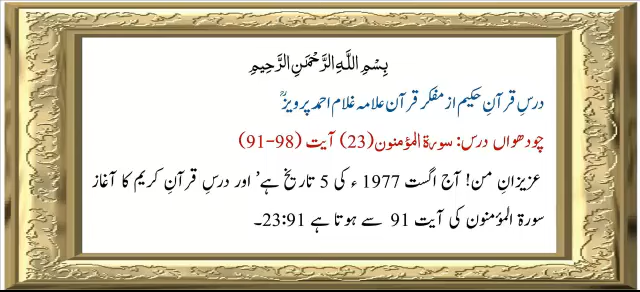 بِسْمِ اللَّهِ الرَّحْمَنِ الرَّحِيمِ
درسِ قرآنِ حکیم از مفکر قرآن علامہ غلام احمد پرویزؒ
چودھواں درس: سورۃ المؤمنون(23) آیت (98-91)
عزیزانِ من! آج اگست 1977 ء کی 5 تاریخ ہے’ اور درسِ قرآنِ کریم کا آغاز
سورۃ المؤمنون کی آیت 91 سے ہوتا ہے 23:91۔